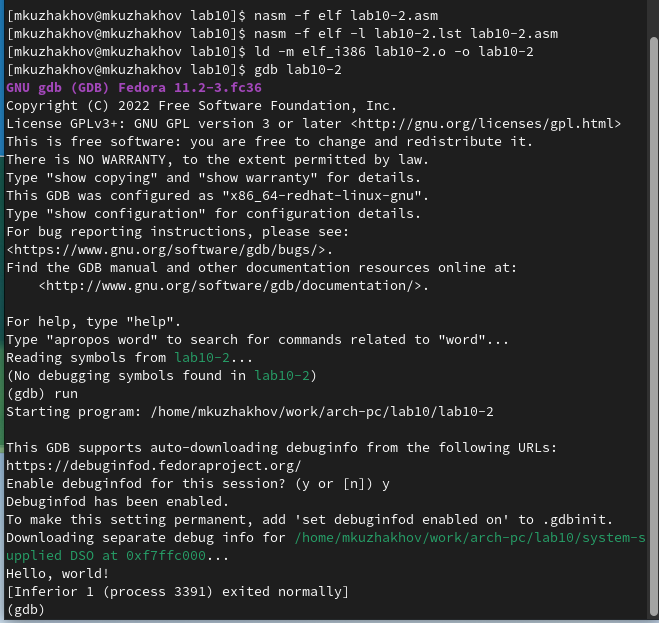 [mkuzhakhov@mkuzhakhov lab10]$ nasm -f elf lab10-2.asm
[mkuzhakhov@mkuzhakhov lab10]$ nasm -f elf -l lab10-2.lst lab10-2.asm
[mkuzhakhov@mkuzhakhov lab10]$ ld -m elf_i386 lab10-2.o -o lab10-2
[mkuzhakhov@mkuzhakhov lab10]$ gdb lab10-2
GNU gdb (GDB) Fedora 11.2-3.fc36
Copyright (C) 2022 Free Software Foundation, Inc.
License GPLv3+: GNU GPL version 3 or later <http://gnu.org/licenses/gpl.html>
This is free software: you are free to change and redistribute it.
There is NO WARRANTY, to the extent permitted by law.
Type "show copying" and "show warranty" for details.
This GDB was configured as "x86_64-redhat-linux-gnu".
Type "show configuration" for configuration details.
For bug reporting instructions, please see:
<https://www.gnu.org/software/gdb/bugs/>.
Find the GDB manual and other documentation resources online at:
    <http://www.gnu.org/software/gdb/documentation/>.

For help, type "help".
Type "apropos word" to search for commands related to "word"...
Reading symbols from lab10-2...
(No debugging symbols found in lab10-2)
(gdb) run
Starting program: /home/mkuzhakhov/work/arch-pc/lab10/lab10-2

This GDB supports auto-downloading debuginfo from the following URLs:
https://debuginfod.fedoraproject.org/
Enable debuginfod for this session? (y or [n]) y
Debuginfod has been enabled.
To make this setting permanent, add 'set debuginfod enabled on' to .gdbinit.
Downloading separate debug info for /home/mkuzhakhov/work/arch-pc/lab10/system-s
upplied DSO at 0xf7ffc000...
Hello, world!
[Inferior 1 (process 3391) exited normally]
(gdb)